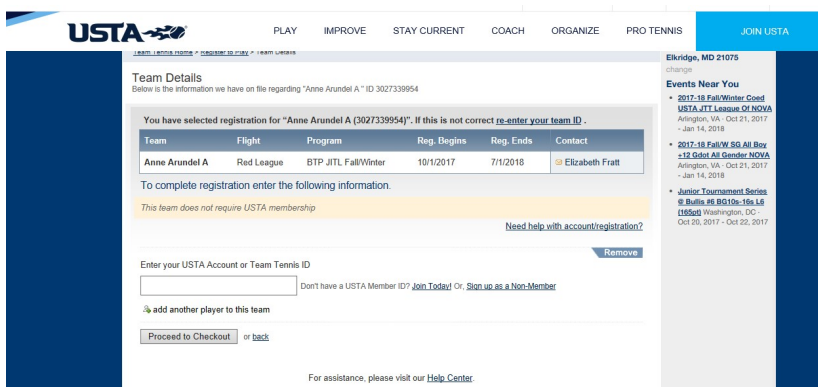 USTA PLAY IMPROVE STAY CURRENT COACH ORGANIZE PRO TENNIS JOIN USTA
Team Tennis Home > Register to Play > Team Details
Team Details
Below is the information we have on file regarding "Anne Arundel A " ID 3027339954
You have selected registration for “Anne Arundel A (3027339954)”. If this is not correct re-enter your team ID .
Team Flight Program Reg. Begins Reg. Ends Contact
Anne Arundel A Red League BTP JITL Fall/Winter 10/1/2017 7/1/2018 Elizabeth Fratt
To complete registration enter the following information.
This team does not require USTA membership
Need help with account/registration?
Remove
Enter your USTA Account or Team Tennis ID
Don't have a USTA Member ID? Join Today! Or, Sign up as a Non-Member
add another player to this team
Proceed to Checkout or back
For assistance, please visit our Help Center.
Elkridge, MD 21075
change
Events Near You
• 2017-18 Fall/Winter Coed
USTA JTT League Of NOVA
Arlington, VA - Oct 21, 2017
- Jan 14, 2018
• 2017-18 Fall/W SG All Boy
+12 Gdot All Gender NOVA
Arlington, VA - Oct 21, 2017
- Jan 14, 2018
• Junior Tournament Series
@ Bullis #6 BG10s-16s L6
(165pt) Washington, DC -
Oct 20, 2017 - Oct 22, 2017